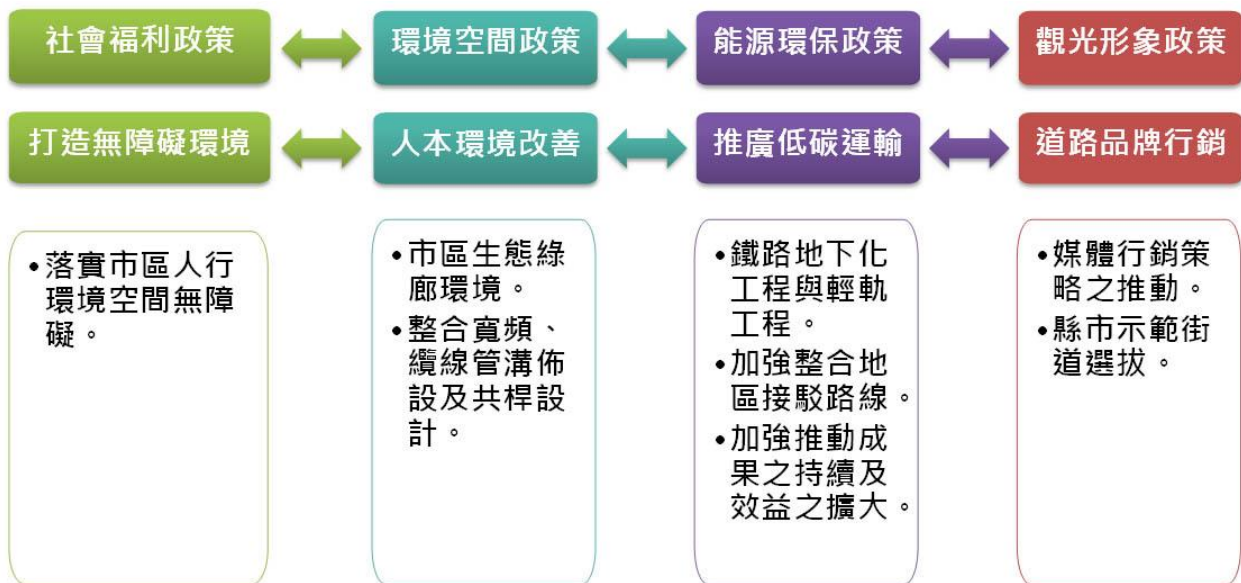 社會福利政策
環境空間政策
能源環保政策
觀光形象政策
打造無障礙環境
人本環境改善
推廣低碳運輸
道路品牌行銷
•落實市區人行
環境空間無障
礙。
•市區生態綠
廊環境。
•整合寬頻、
纜線管溝佈
設及共桿設
計。
•鐵路地下化
工程與輕軌
工程。
•加強整合地
區接駁路線。
•加強推動成
果之持續及
效益之擴大。
•媒體行銷策
略之推動。
•縣市示範街
道選拔。